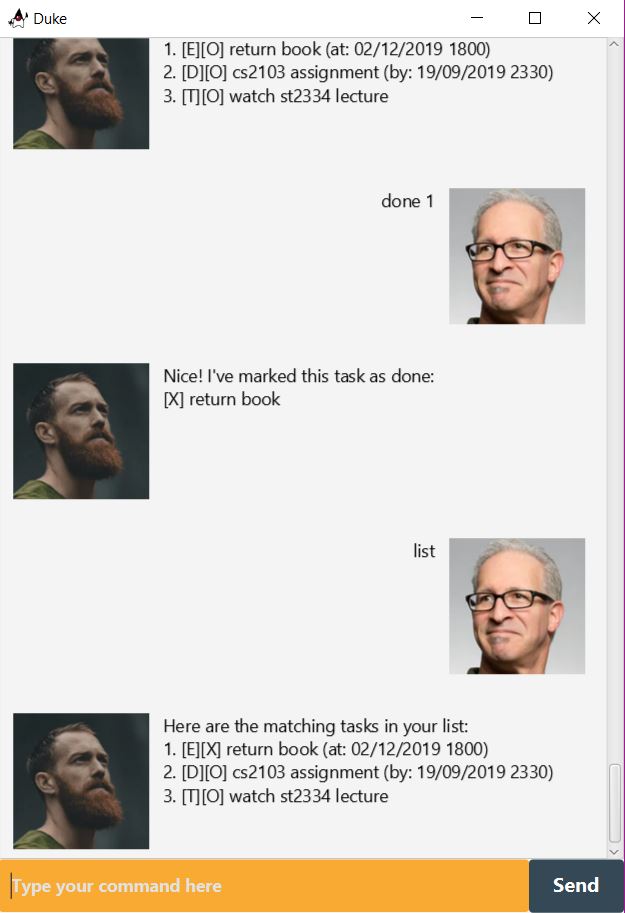 Duke
1. [E][O] return book (at: 02/12/2019 1800)
2. [D][O] cs2103 assignment (by: 19/09/2019 2330)
3. [T][O] watch st2334 lecture
done 1
Nice! I've marked this task as done:
[X] return book
list
Here are the matching tasks in your list:
1. [E][X] return book (at: 02/12/2019 1800)
2. [D][O] cs2103 assignment (by: 19/09/2019 2330)
3. [T][O] watch st2334 lecture
Type your command here
Send